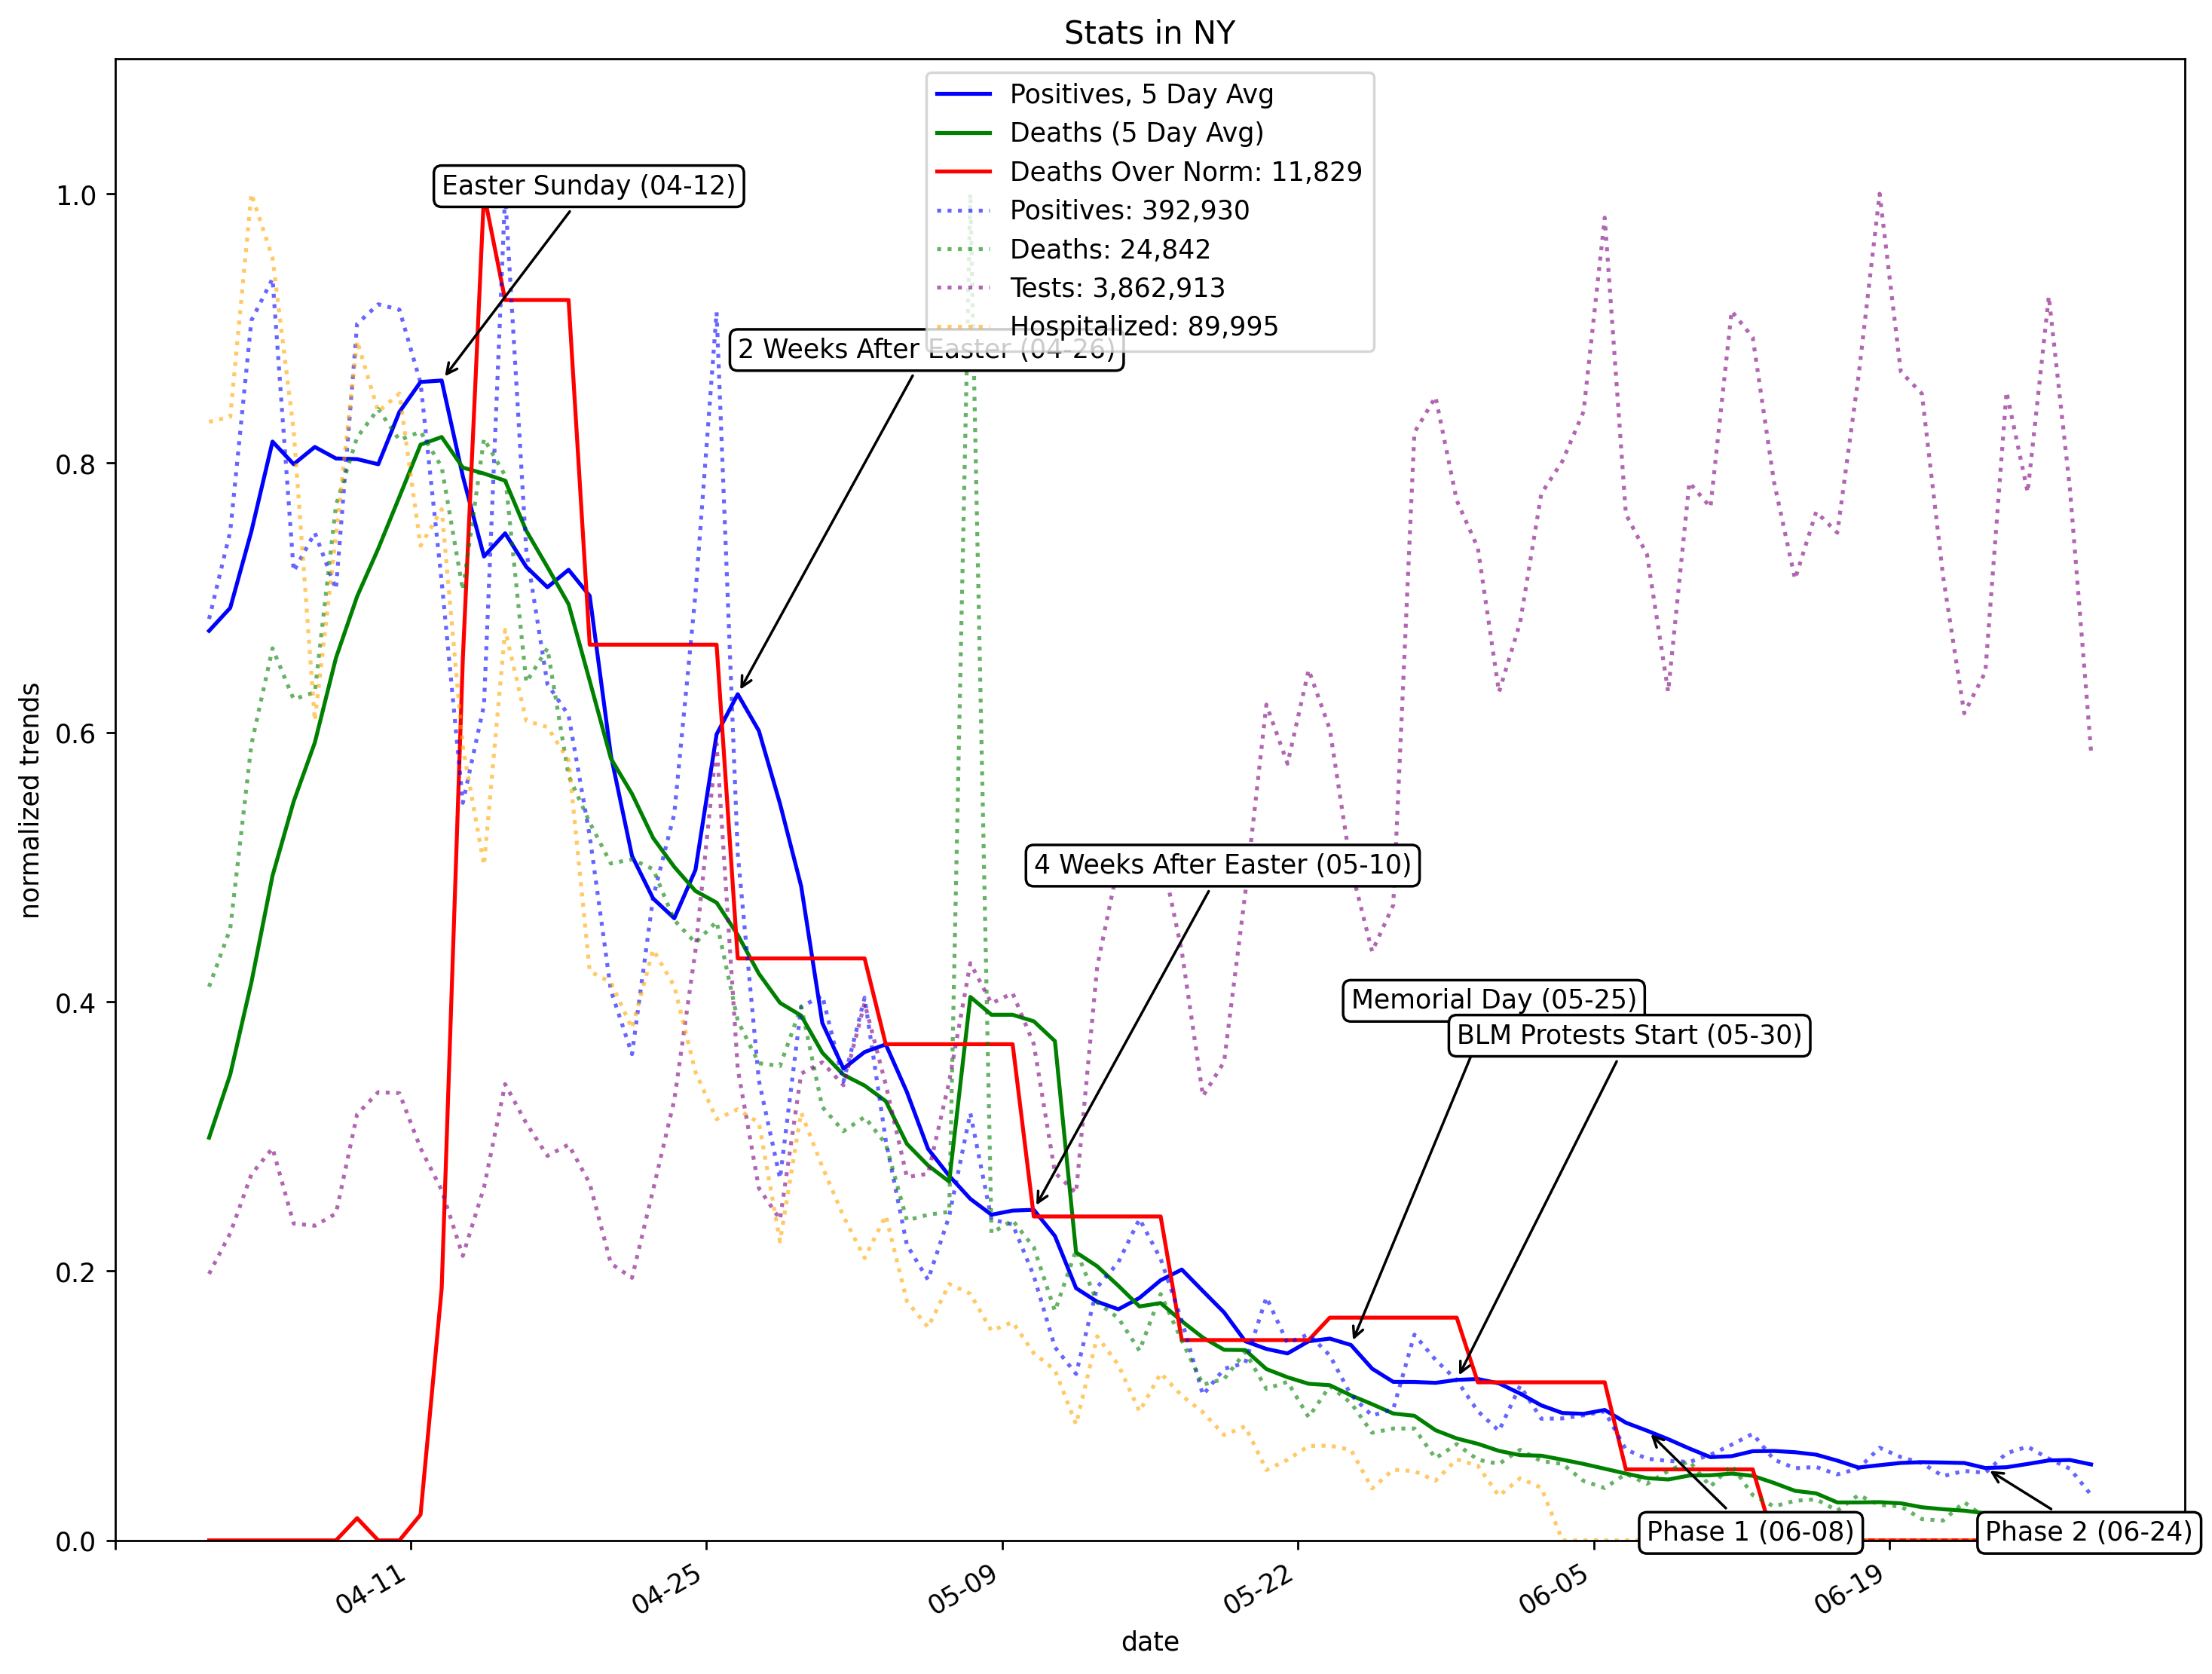 Stats in NY
Positives, 5 Day Avg
Deaths (5 Day Avg)
Deaths Over Norm: 11,829
Positives: 392,930
Deaths: 24,842
Tests: 3,862,913
Hospitalized: 89,995
Easter Sunday (04-12)
2 Weeks After Easter (04-26)
4 Weeks After Easter (05-10)
Memorial Day (05-25)
BLM Protests Start (05-30)
Phase 1 (06-08)
Phase 2 (06-24)
normalized trends
1.0
0.8
0.6
0.4
0.2
0.0
04-11
04-25
05-09
05-22
06-05
06-19
date